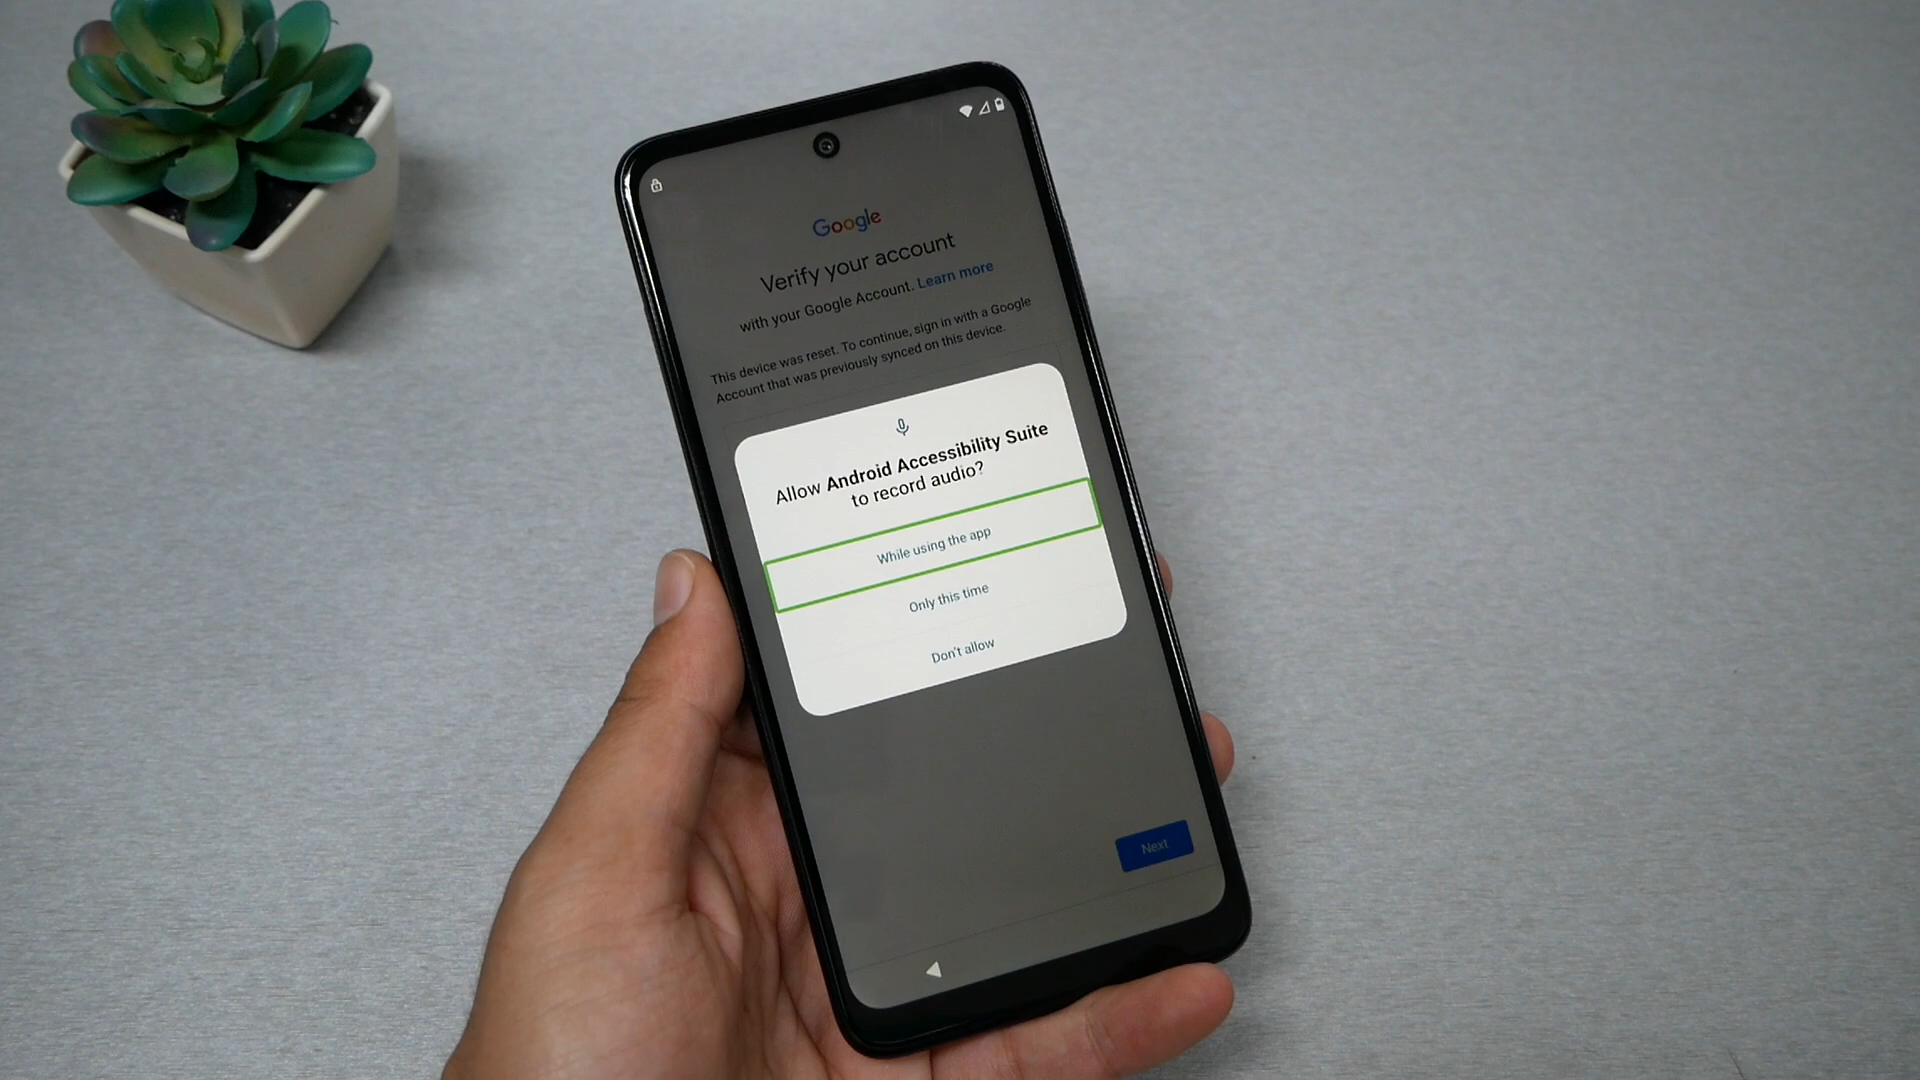 Google
Verify your account
with your Google Account. Learn more
This device was reset. To continue, sign in with a Google
Account that was previously synced on this device.
Allow Android Accessibility Suite
to record audio?
While using the app
Only this time
Don't allow
Next